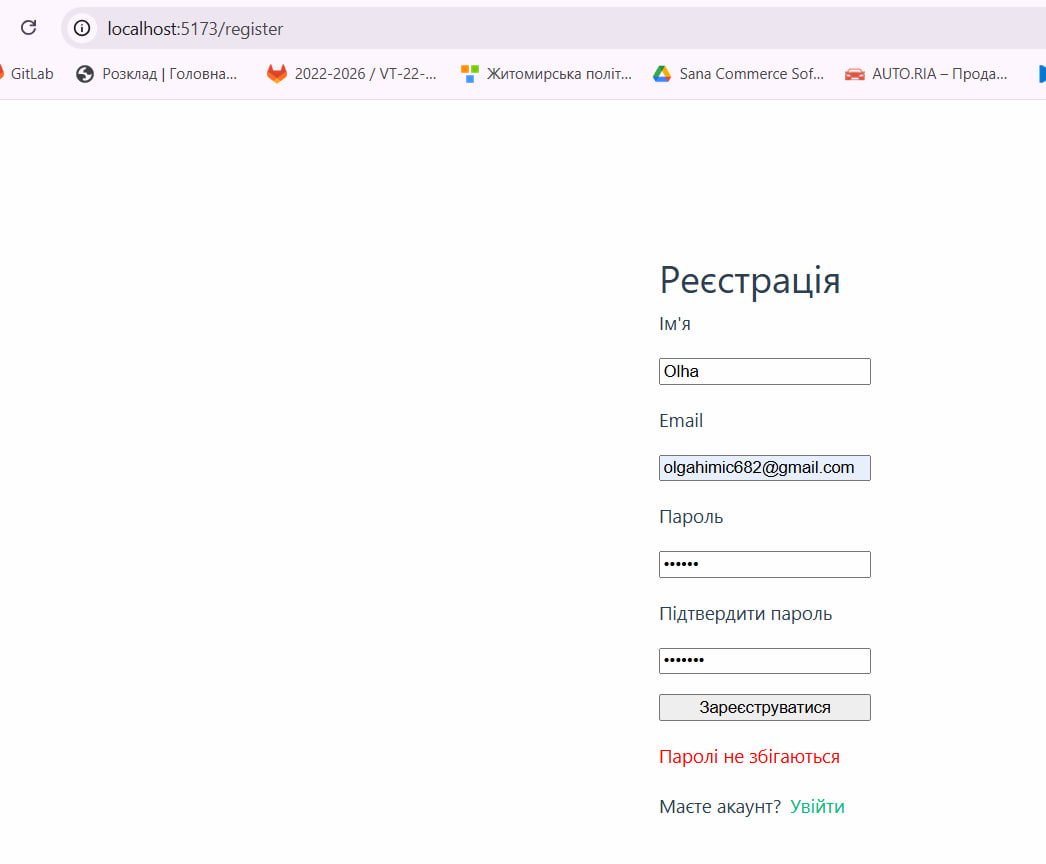 localhost:5173/register
GitLab Розклад | Головна... 2022-2026 / VT-22-... Житомирська політ... Sana Commerce Sof... AUTO.RIA – Прода...
Реєстрація
Ім'я
Olha
Email
olgahimic682@gmail.com
Пароль
••••••
Підтвердити пароль
•••••••
Зареєструватися
Паролі не збігаються
Маєте акаунт? Увійти